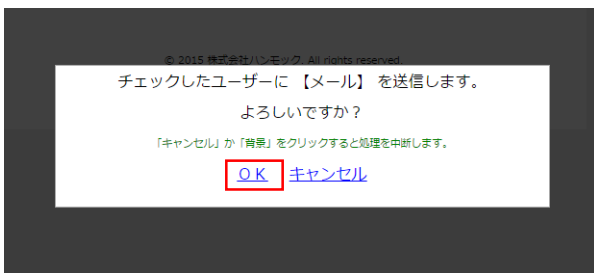 © 2015 株式会社ハンモック. All rights reserved.
チェックしたユーザーに 【メール】 を送信します。
よろしいですか？
「キャンセル」か「背景」をクリックすると処理を中断します。
ＯＫ キャンセル